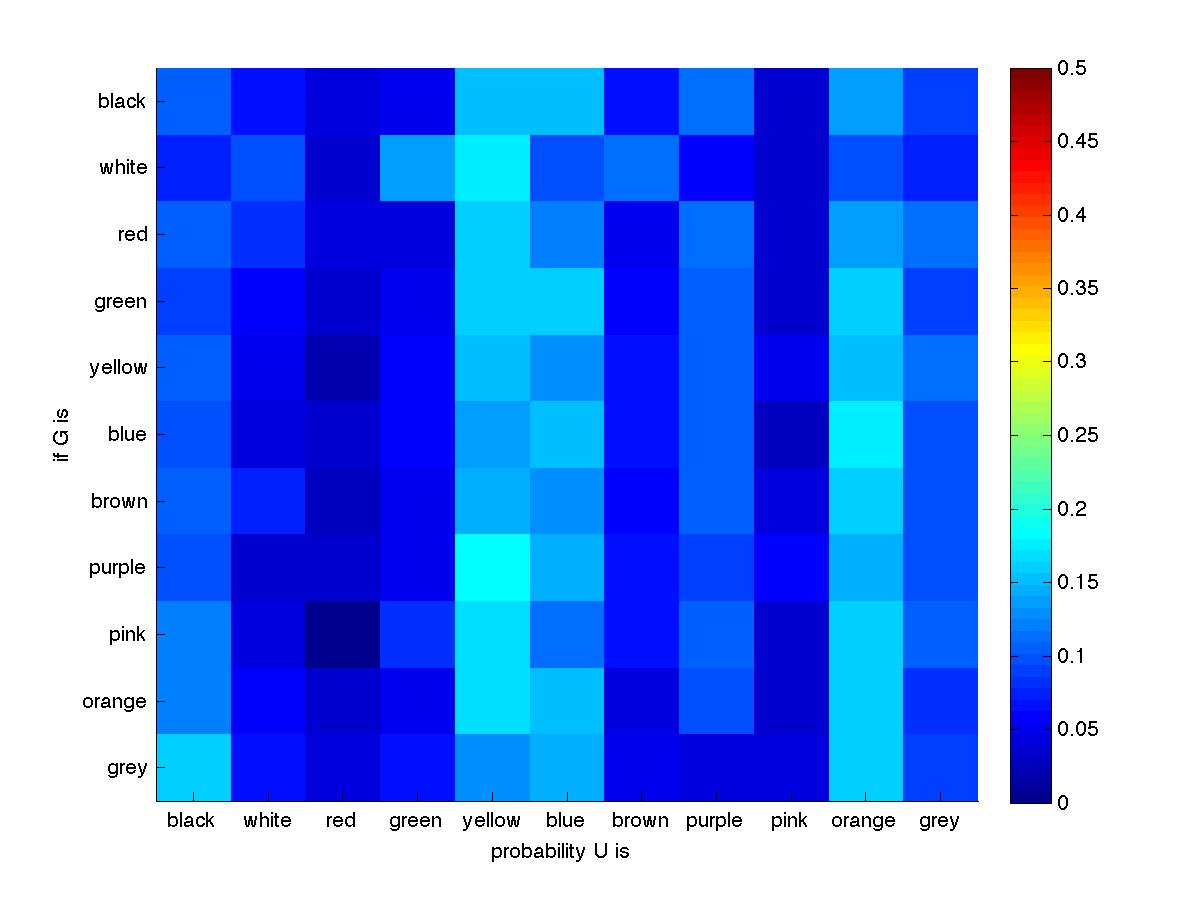 black
white
red
green
yellow
blue
brown
purple
pink
orange
grey
if G is
black white red green yellow blue brown purple pink orange grey
probability U is
0.5
0.45
0.4
0.35
0.3
0.25
0.2
0.15
0.1
0.05
0